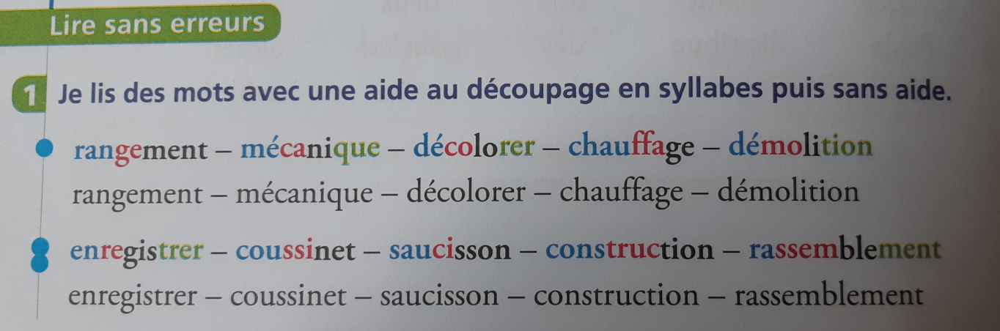 Lire sans erreurs
1 Je lis des mots avec une aide au découpage en syllabes puis sans aide.
rangement – mécanique – décolorer – chauffage – démolition
rangement – mécanique – décolorer – chauffage – démolition
enregistrer – coussinet – saucisson – construction – rassemblement
enregistrer – coussinet – saucisson – construction – rassemblement